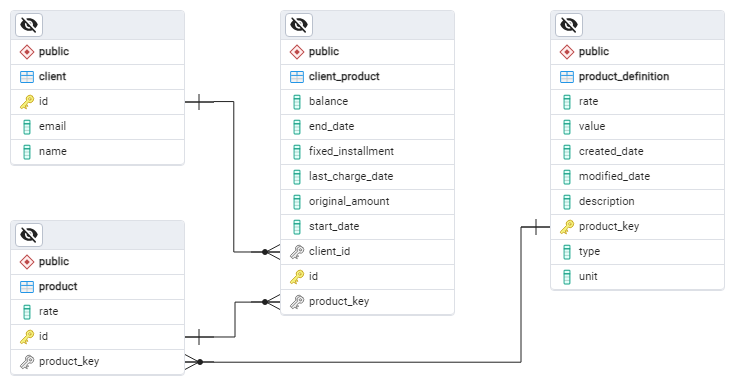 public
client
id
email
name
public
product
rate
id
product_key
public
client_product
balance
end_date
fixed_installment
last_charge_date
original_amount
start_date
client_id
id
product_key
public
product_definition
rate
value
created_date
modified_date
description
product_key
type
unit